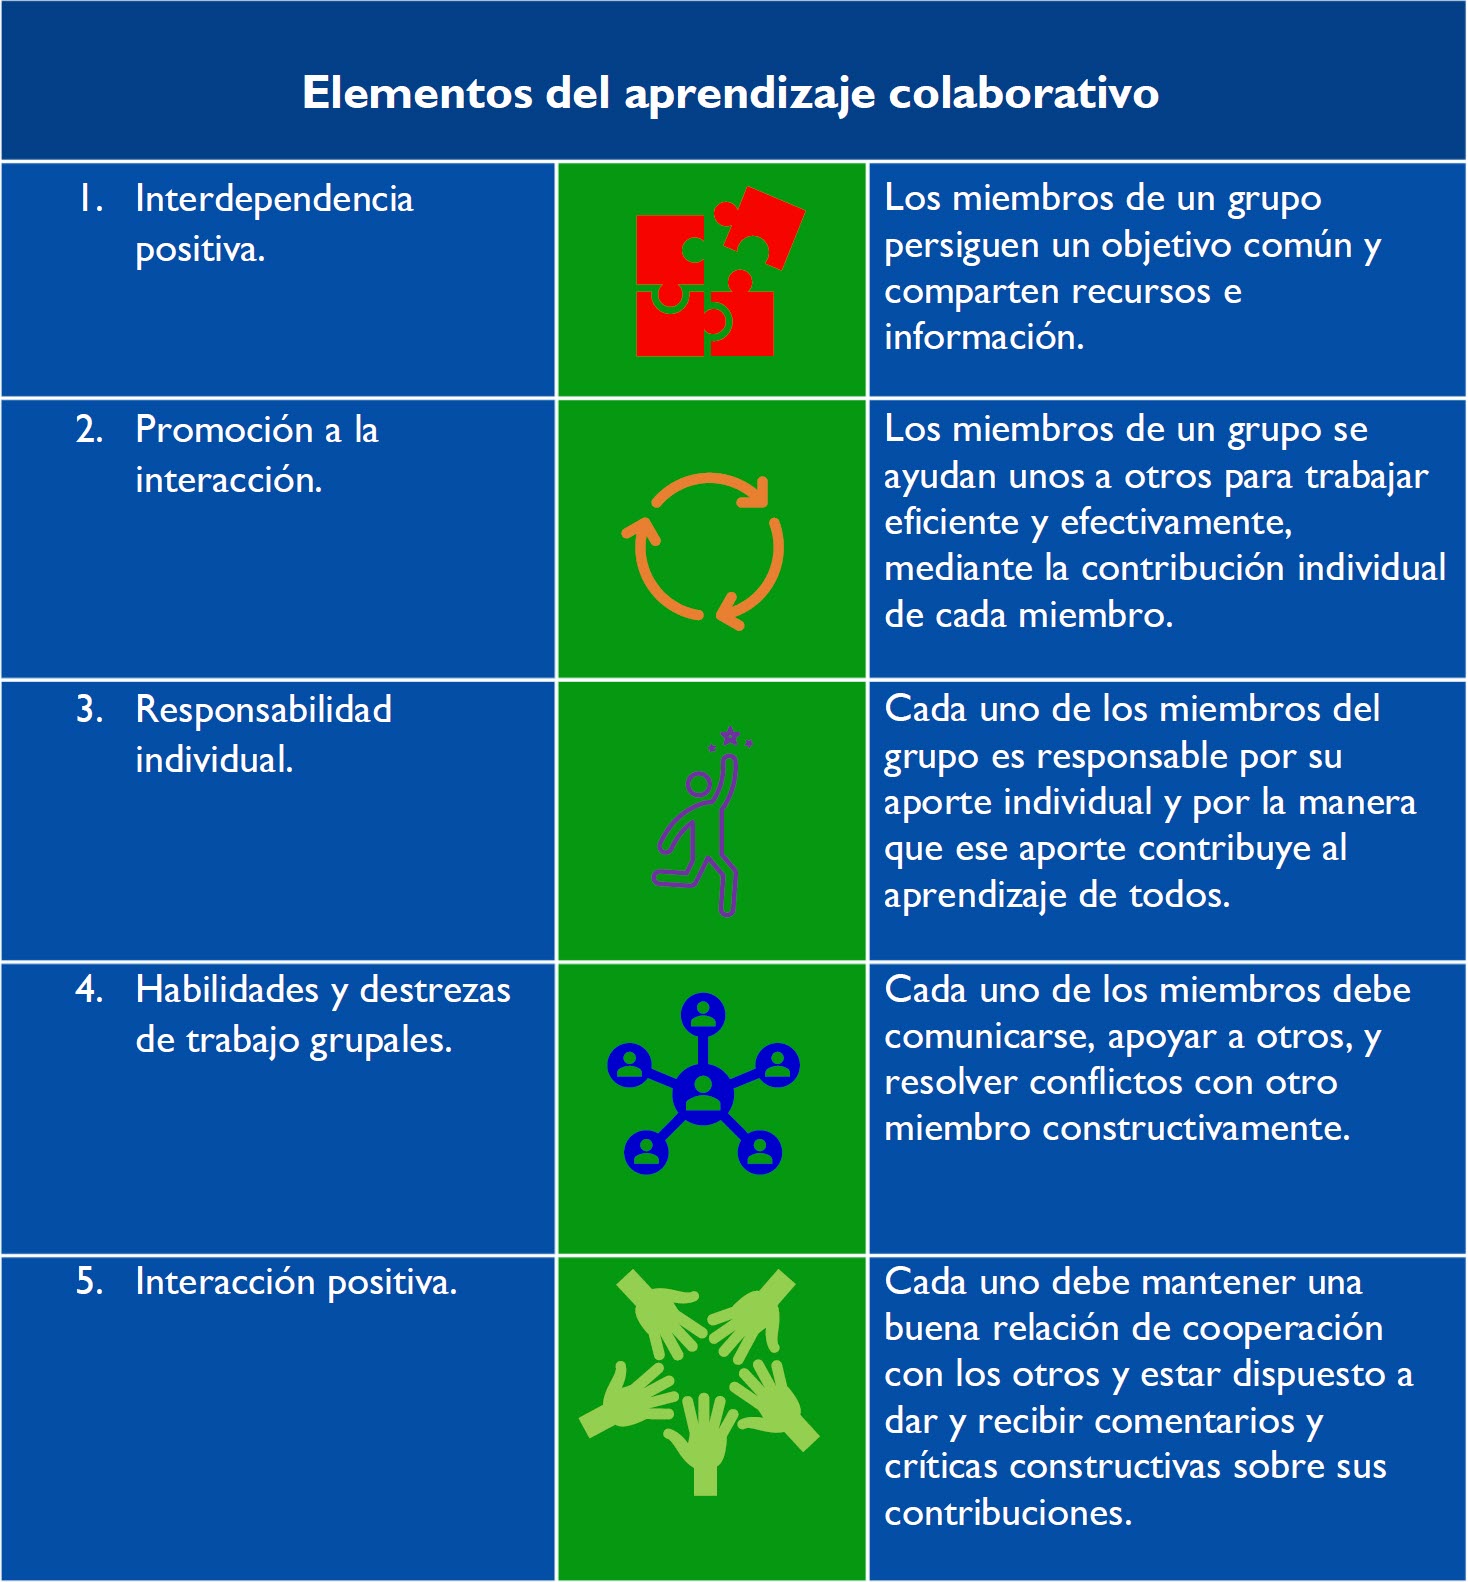 Elementos del aprendizaje colaborativo
1. Interdependencia
positiva.
Los miembros de un grupo
persiguen un objetivo común y
comparten recursos e
información.
2. Promoción a la
interacción.
Los miembros de un grupo se
ayudan unos a otros para trabajar
eficiente y efectivamente,
mediante la contribución individual
de cada miembro.
3. Responsabilidad
individual.
Cada uno de los miembros del
grupo es responsable por su
aporte individual y por la manera
que ese aporte contribuye al
aprendizaje de todos.
4. Habilidades y destrezas
de trabajo grupales.
Cada uno de los miembros debe
comunicarse, apoyar a otros, y
resolver conflictos con otro
miembro constructivamente.
5. Interacción positiva.
Cada uno debe mantener una
buena relación de cooperación
con los otros y estar dispuesto a
dar y recibir comentarios y
críticas constructivas sobre sus
contribuciones.